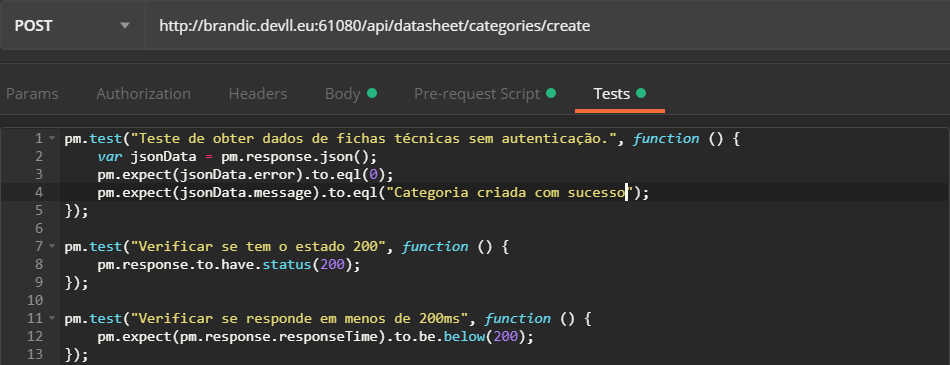 POST http://brandic.devll.eu:61080/api/datasheet/categories/create
Params Authorization Headers Body Pre-request Script Tests
1 pm.test("Teste de obter dados de fichas técnicas sem autenticação.", function () {
2 var jsonData = pm.response.json();
3 pm.expect(jsonData.error).to.eql(0);
4 pm.expect(jsonData.message).to.eql("Categoria criada com sucesso");
5 });
6
7 pm.test("Verificar se tem o estado 200", function () {
8 pm.response.to.have.status(200);
9 });
10
11 pm.test("Verificar se responde em menos de 200ms", function () {
12 pm.expect(pm.response.responseTime).to.be.below(200);
13 });